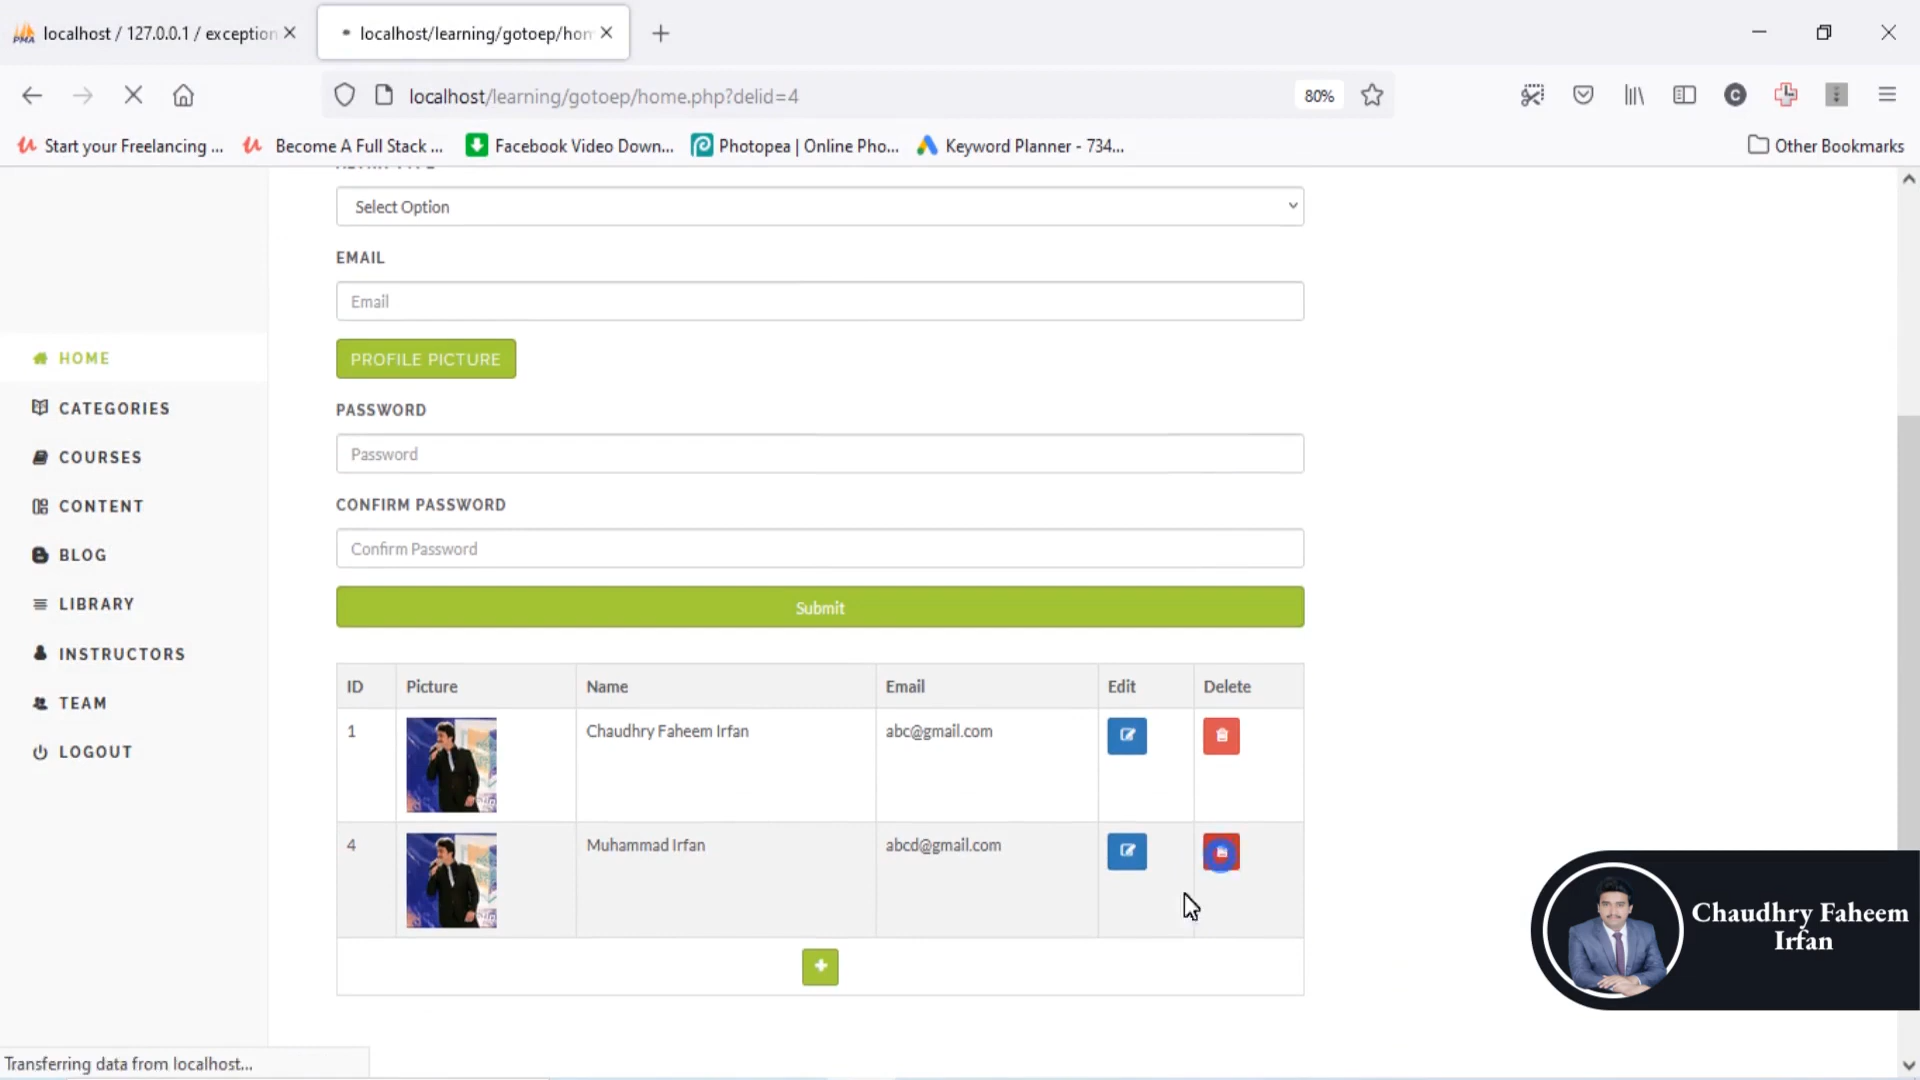 localhost / 127.0.0.1 / exception
localhost/learning/gotoep/hom
localhost/learning/gotoep/home.php?delid=4
80%
Start your Freelancing ...
Become A Full Stack ...
Facebook Video Down...
Photopea | Online Pho...
Keyword Planner - 734...
Other Bookmarks
Select Option
EMAIL
Email
PROFILE PICTURE
PASSWORD
Password
CONFIRM PASSWORD
Confirm Password
Submit
HOME
CATEGORIES
COURSES
CONTENT
BLOG
LIBRARY
INSTRUCTORS
TEAM
LOGOUT
ID Picture Name Email Edit Delete
1 Chaudhry Faheem Irfan abc@gmail.com
4 Muhammad Irfan abcd@gmail.com
Chaudhry Faheem
Irfan
Transferring data from localhost...